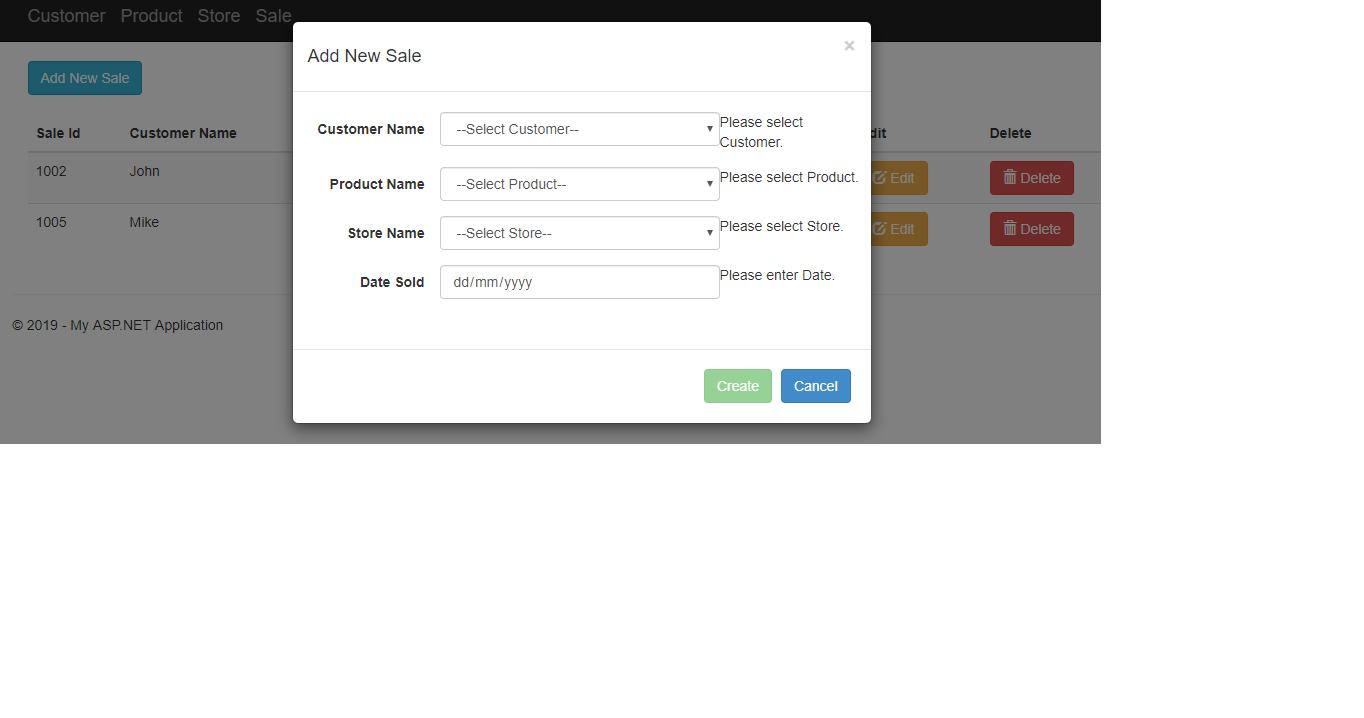 Customer Product Store Sale
Add New Sale
×
Add New Sale
Sale Id Customer Name dit Delete
1002 John Edit Delete
1005 Mike Edit Delete
Customer Name --Select Customer-- Please select
Customer.
Product Name --Select Product-- Please select Product.
Store Name --Select Store-- Please select Store.
Date Sold dd/mm/yyyy Please enter Date.
Create Cancel
© 2019 - My ASP.NET Application